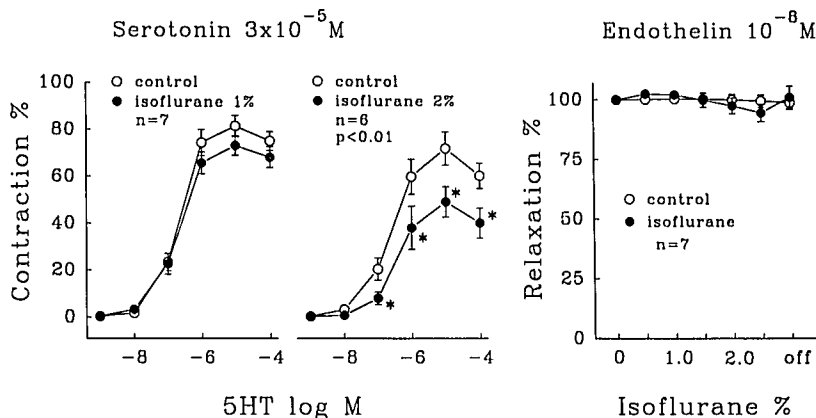 Serotonin 3x10⁻⁵M
Endothelin 10⁻⁸M
Contraction %
100
80
60
40
20
0
control
isoflurane 1%
n=7
control
isoflurane 2%
n=6
p<0.01
*
*
*
*
-8
-6
-4
-8
-6
-4
5HT log M
Relaxation %
100
75
50
25
100
control
isoflurane
n=7
0
1.0
2.0
off
Isoflurane %